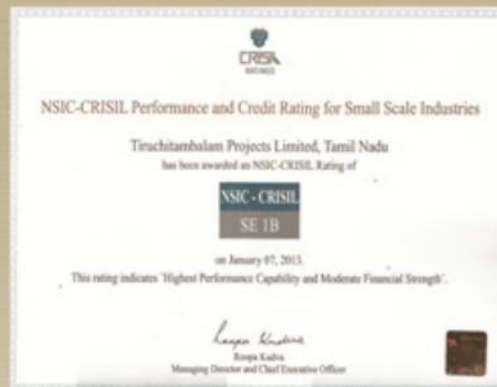 CRISIL
RATINGS
NSIC-CRISIL Performance and Credit Rating for Small Scale Industries
Tiruchitambalam Projects Limited, Tamil Nadu
has been awarded an NSIC-CRISIL Rating of
NSIC - CRISIL
SE 1B
on January 07, 2013.
This rating indicates 'Highest Performance Capability and Moderate Financial Strength'.
Roopa Kudva
Roopa Kudva
Managing Director and Chief Executive Officer